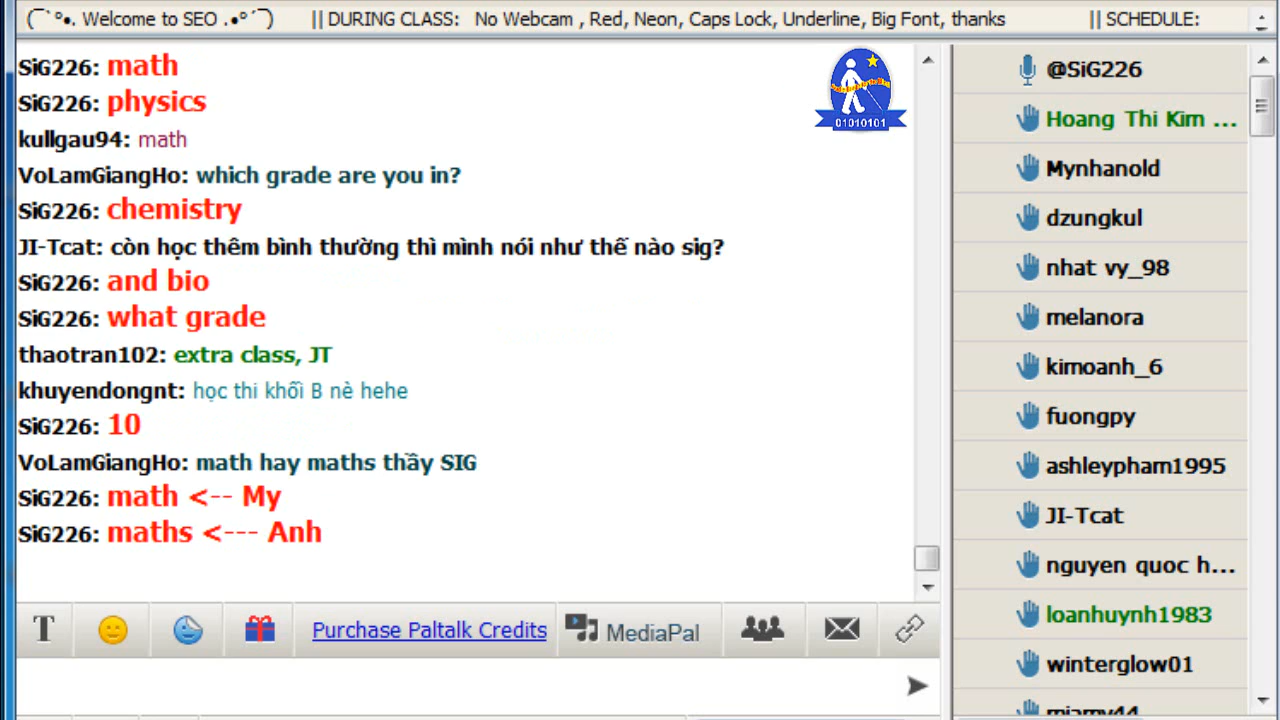 (¯`°•. Welcome to SEO .•°´¯) || DURING CLASS: No Webcam , Red, Neon, Caps Lock, Underline, Big Font, thanks || SCHEDULE:
SiG226: math
SiG226: physics
kullgau94: math
VoLamGiangHo: which grade are you in?
SiG226: chemistry
JI-Tcat: còn học thêm bình thường thì mình nói như thế nào sig?
SiG226: and bio
SiG226: what grade
thaotran102: extra class, JT
khuyendongnt: học thi khối B nè hehe
SiG226: 10
VoLamGiangHo: math hay maths thầy SIG
SiG226: math <-- My
SiG226: maths <--- Anh
01010101
T
Purchase Paltalk Credits
MediaPal
@SiG226
Hoang Thi Kim ...
Mynhanold
dzungkul
nhat vy_98
melanora
kimoanh_6
fuongpy
ashleypham1995
JI-Tcat
nguyen quoc h...
loanhuynh1983
winterglow01